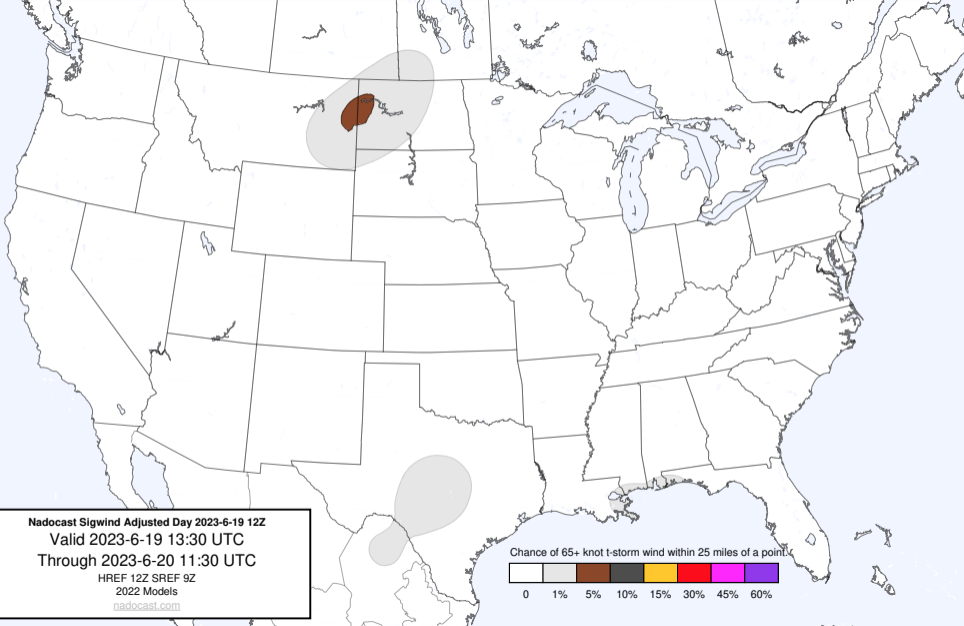 Nadocast Sigwind Adjusted Day 2023-6-19 12Z
Valid 2023-6-19 13:30 UTC
Through 2023-6-20 11:30 UTC
HREF 12Z SREF 9Z
2022 Models
nadocast.com
Chance of 65+ knot t-storm wind within 25 miles of a point.
0 1% 5% 10% 15% 30% 45% 60%